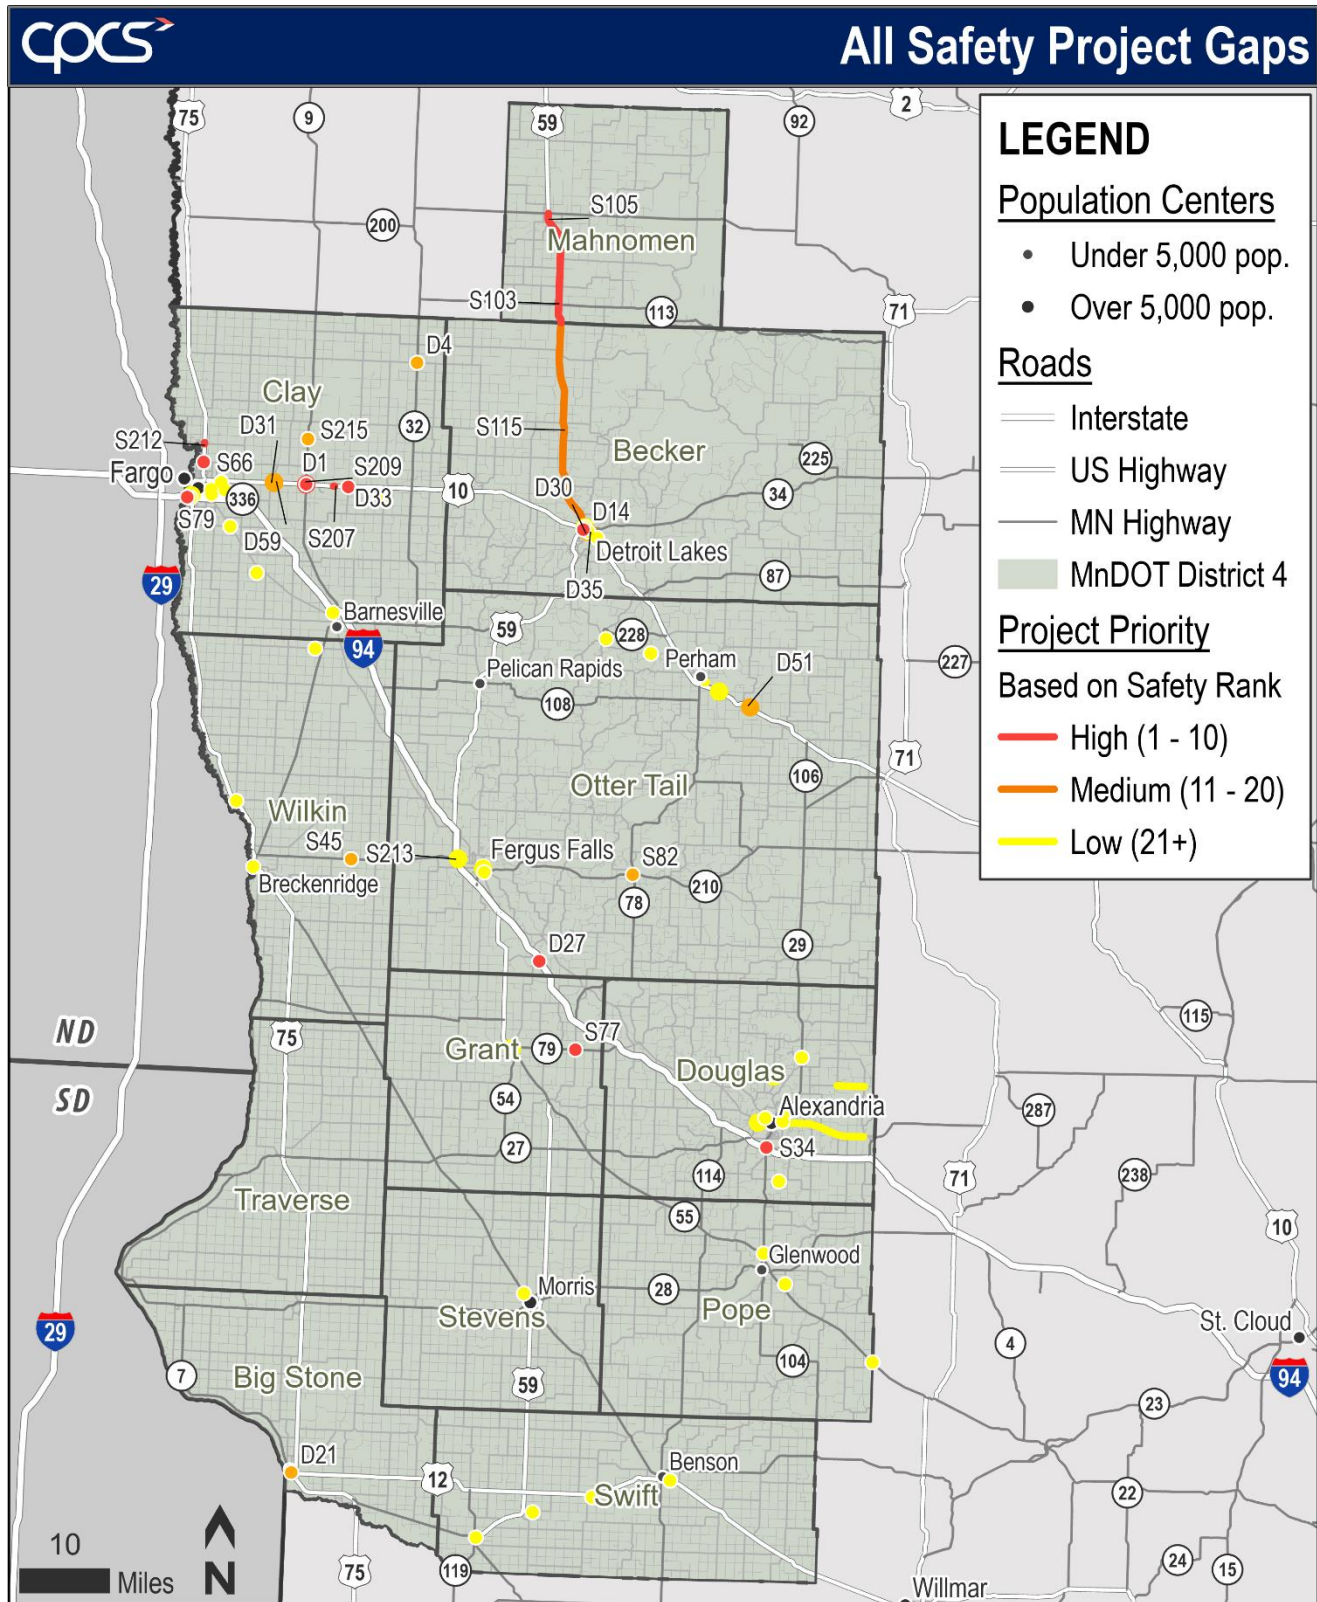 cpcs
All Safety Project Gaps
LEGEND
Population Centers
Under 5,000 pop.
Over 5,000 pop.
Roads
Interstate
US Highway
MN Highway
MnDOT District 4
Project Priority
Based on Safety Rank
High (1 - 10)
Medium (11 - 20)
Low (21+)
75
9
59
92
2
S105
200
Mahnomen
S103
113
71
D4
Clay
D31
S215
32
S115
S212
Becker
225
Fargo
S66
D1
S209
10
D30
34
336
D33
D14
S79
D59
S207
Detroit Lakes
29
87
D35
Barnesville
59
228
94
Perham
D51
227
Pelican Rapids
108
71
106
Otter Tail
Wilkin
S45
S213
Fergus Falls
S82
Breckenridge
210
78
D27
29
ND
75
S77
115
Grant
79
Douglas
SD
54
Alexandria
287
27
S34
114
71
238
Traverse
55
10
Glenwood
Morris
28
Stevens
Pope
St. Cloud
29
4
104
7
Big Stone
59
94
23
D21
12
Benson
Swift
22
10
Miles
N
75
119
24
15
Willmar